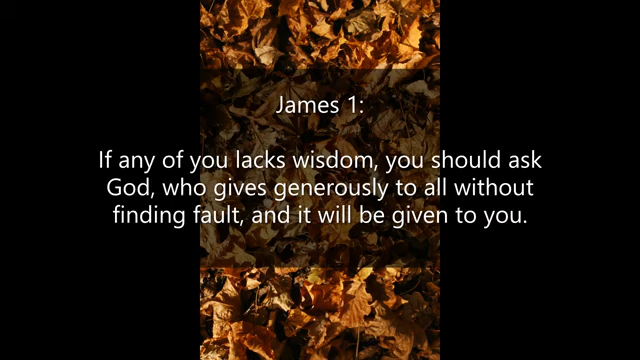 James 1:
If any of you lacks wisdom, you should ask
God, who gives generously to all without
finding fault, and it will be given to you.